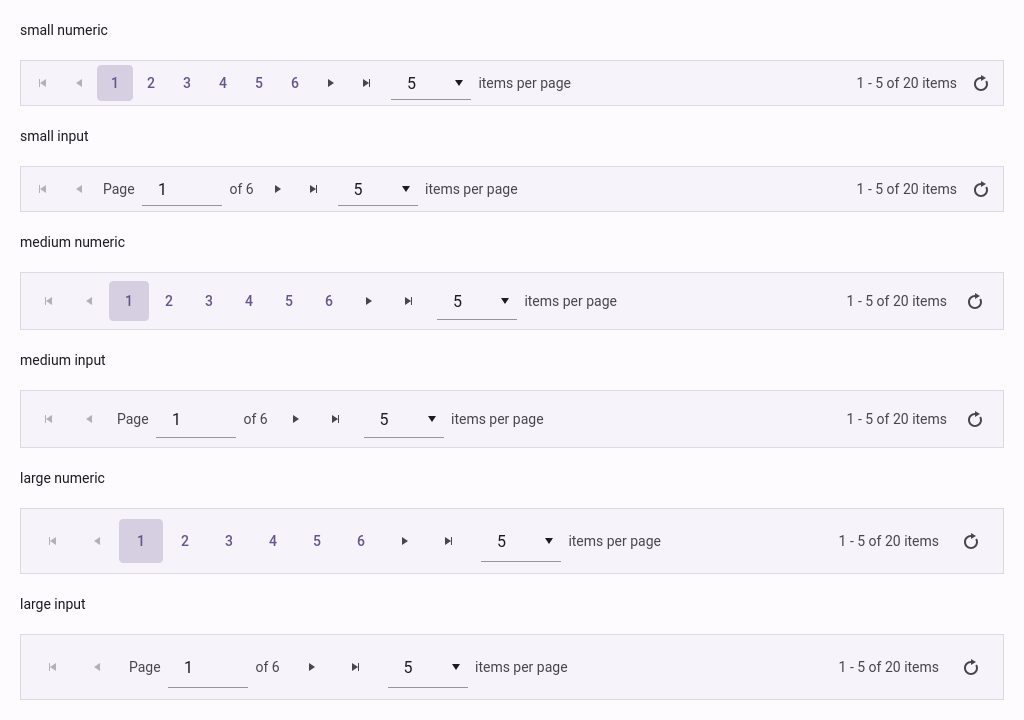 small numeric
1 2 3 4 5 6 5 items per page 1 - 5 of 20 items
small input
Page 1 of 6 5 items per page 1 - 5 of 20 items
medium numeric
1 2 3 4 5 6 5 items per page 1 - 5 of 20 items
medium input
Page 1 of 6 5 items per page 1 - 5 of 20 items
large numeric
1 2 3 4 5 6 5 items per page 1 - 5 of 20 items
large input
Page 1 of 6 5 items per page 1 - 5 of 20 items